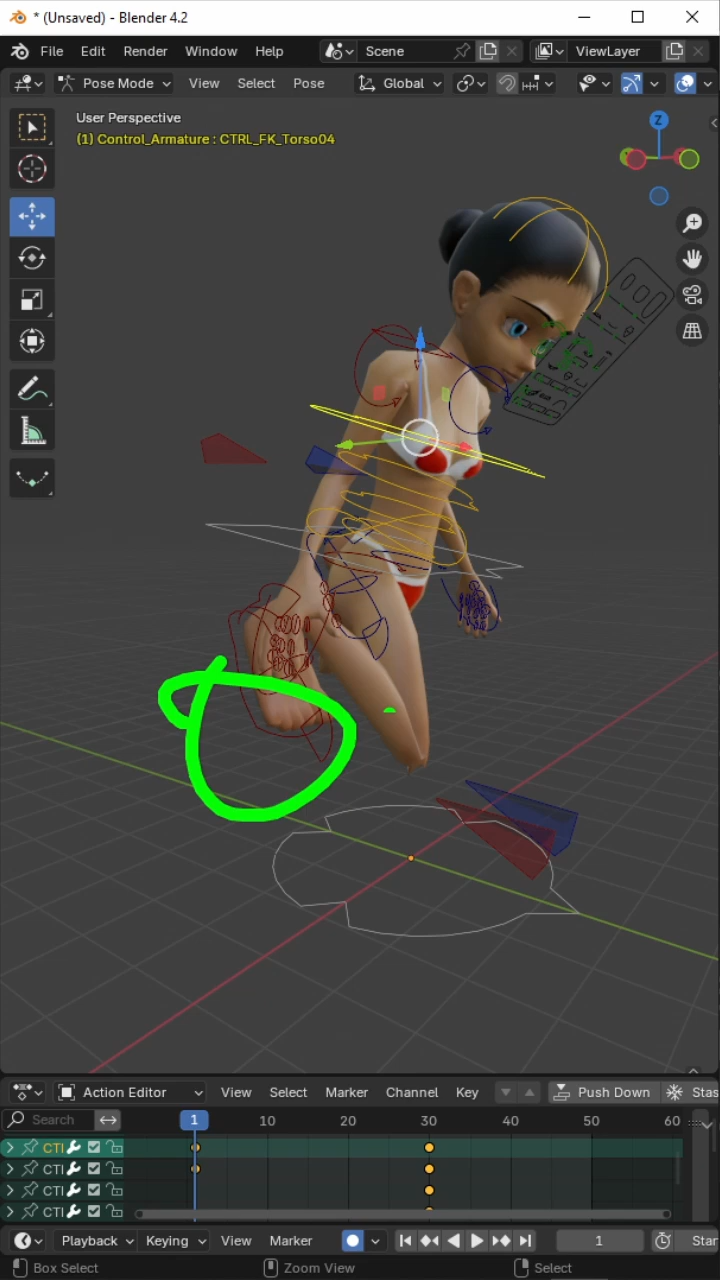 * (Unsaved) - Blender 4.2
File Edit Render Window Help Scene ViewLayer
Pose Mode View Select Pose Global
User Perspective
(1) Control_Armature : CTRL_FK_Torso04
Z
Action Editor View Select Marker Channel Key Push Down Stas
Search 1 10 20 30 40 50 60
CTI
CTI
CTI
CTI
Playback Keying View Marker 1 Star
Box Select Zoom View Select